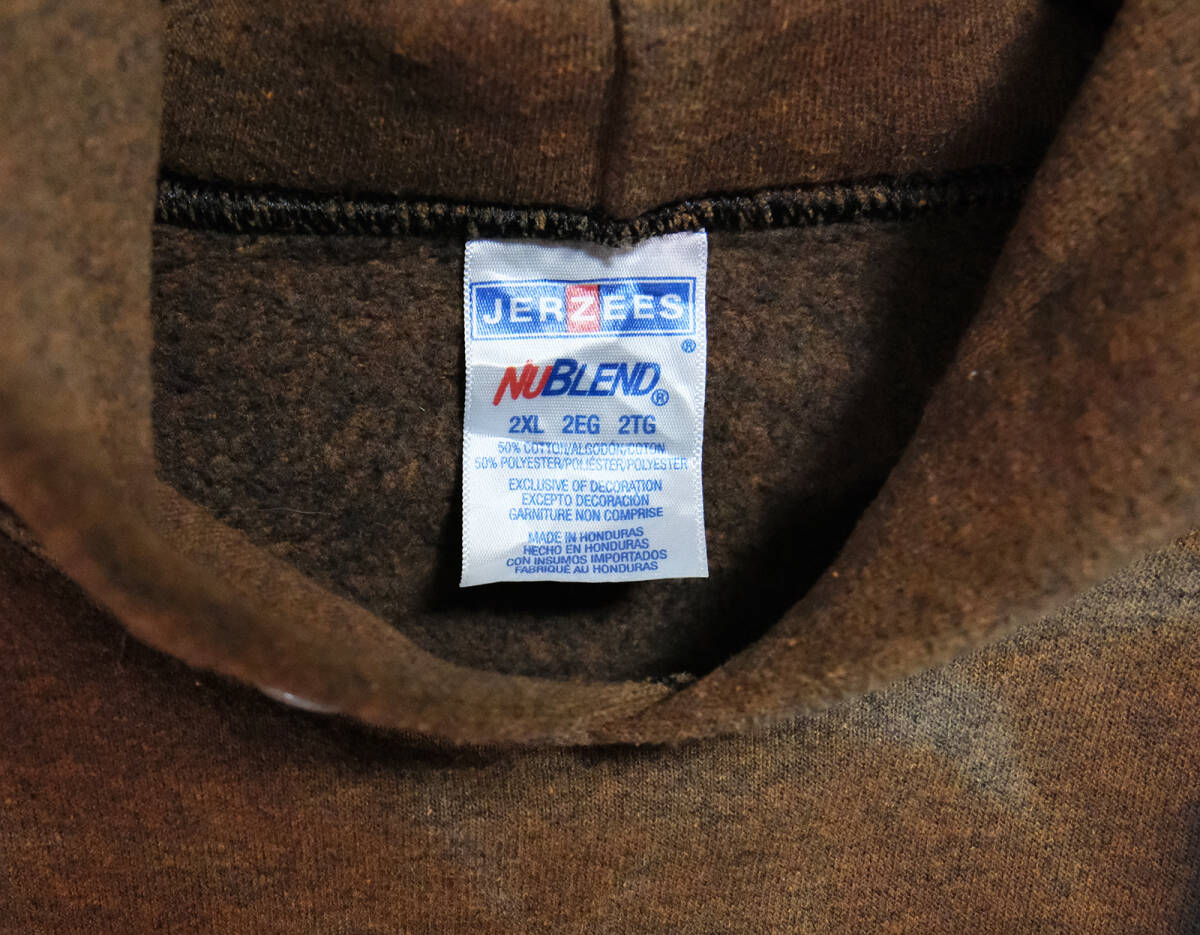 JERZEES
®
NUBLEND®
2XL 2EG 2TG
50% COTTON/ALGODÓN/COTON
50% POLYESTER/POLIÉSTER/POLYESTER
EXCLUSIVE OF DECORATION
EXCEPTO DECORACIÓN
GARNITURE NON COMPRISE
MADE IN HONDURAS
HECHO EN HONDURAS
CON INSUMOS IMPORTADOS
FABRIQUÉ AU HONDURAS